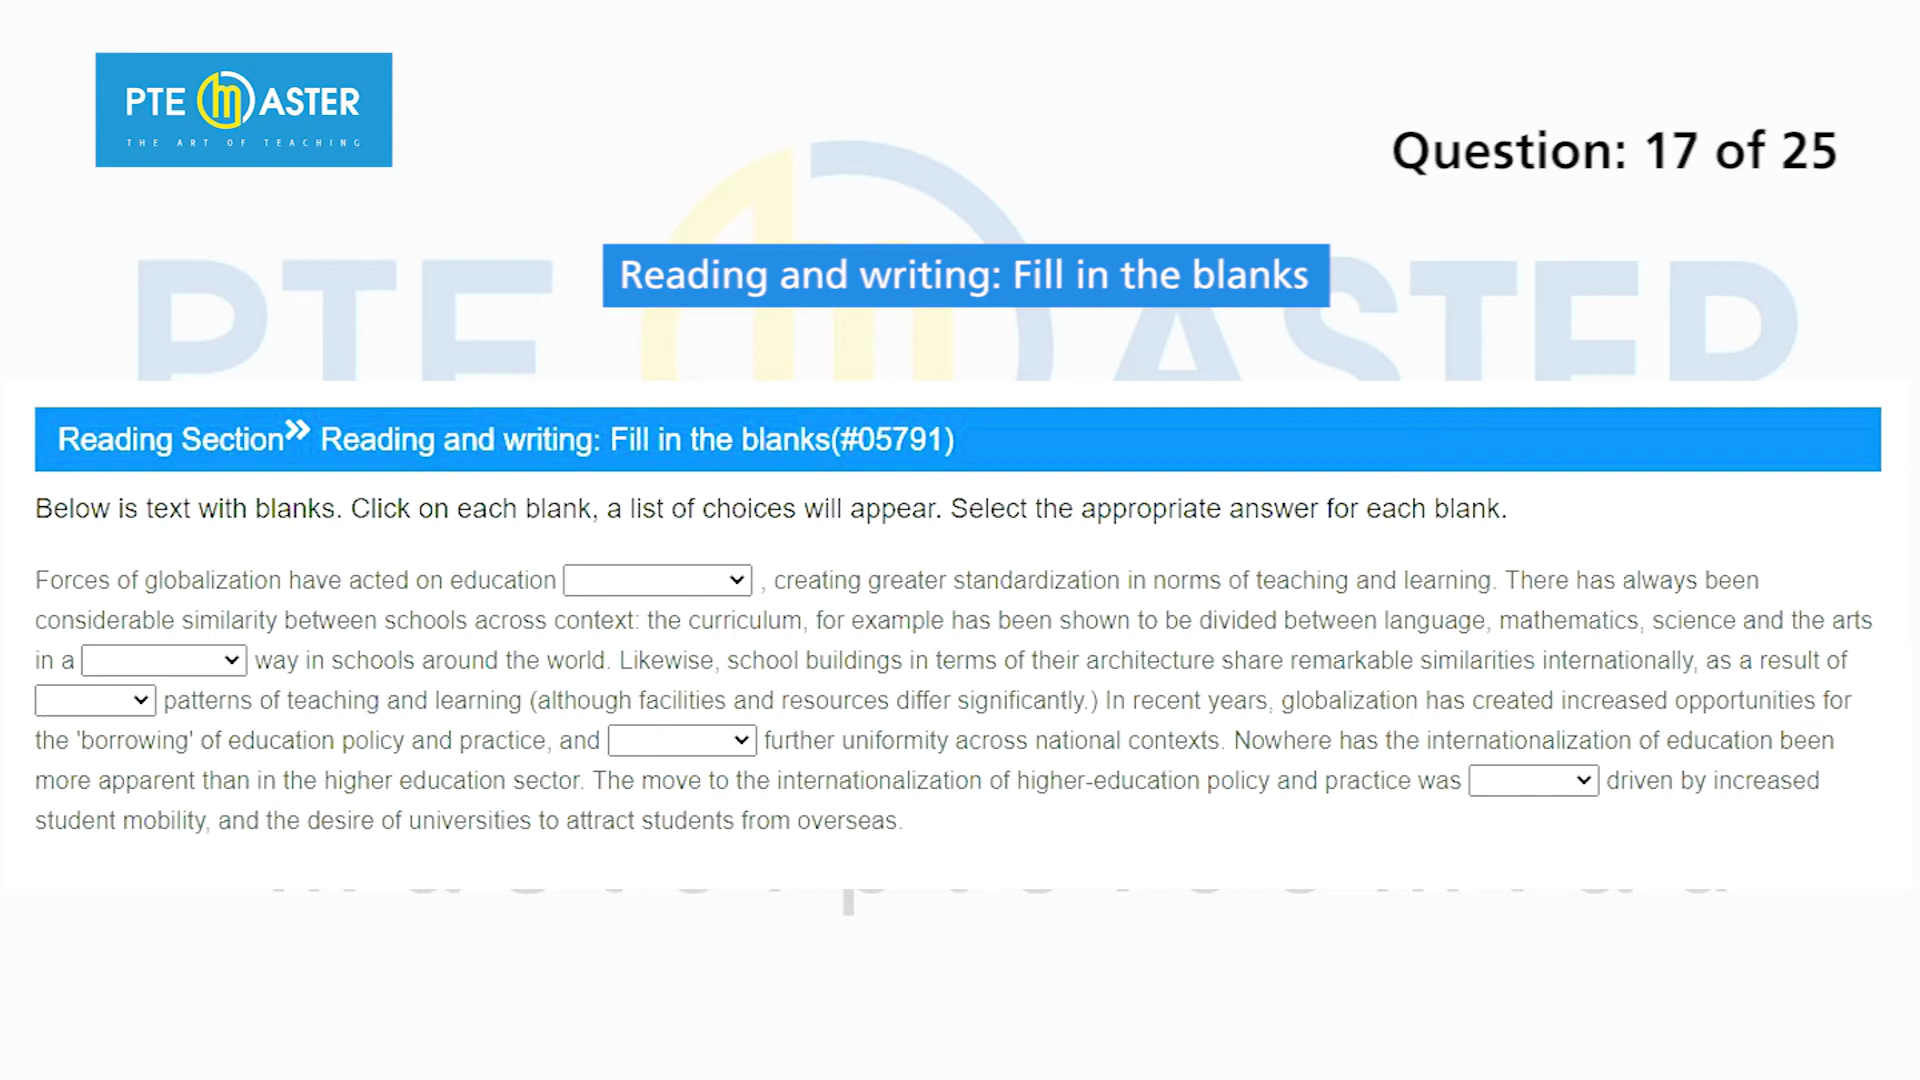 PTE MASTER
THE ART OF TEACHING
Question: 17 of 25
PTE MASTER
Reading and writing: Fill in the blanks
Reading Section» Reading and writing: Fill in the blanks(#05791)
Below is text with blanks. Click on each blank, a list of choices will appear. Select the appropriate answer for each blank.
Forces of globalization have acted on education , creating greater standardization in norms of teaching and learning. There has always been
considerable similarity between schools across context: the curriculum, for example has been shown to be divided between language, mathematics, science and the arts
in a way in schools around the world. Likewise, school buildings in terms of their architecture share remarkable similarities internationally, as a result of
patterns of teaching and learning (although facilities and resources differ significantly.) In recent years, globalization has created increased opportunities for
the 'borrowing' of education policy and practice, and further uniformity across national contexts. Nowhere has the internationalization of education been
more apparent than in the higher education sector. The move to the internationalization of higher-education policy and practice was driven by increased
student mobility, and the desire of universities to attract students from overseas.